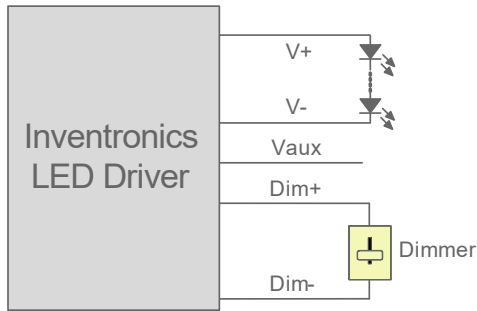 Inventronics
LED Driver
V+
V-
Vaux
Dim+
Dimmer
Dim-